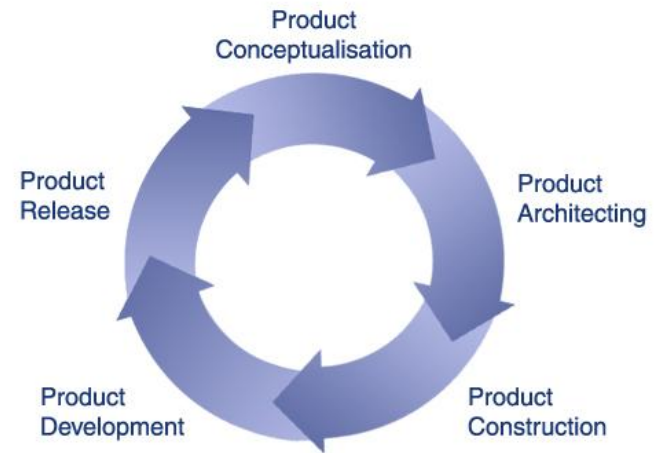 Product
Conceptualisation
Product
Architecting
Product
Construction
Product
Development
Product
Release